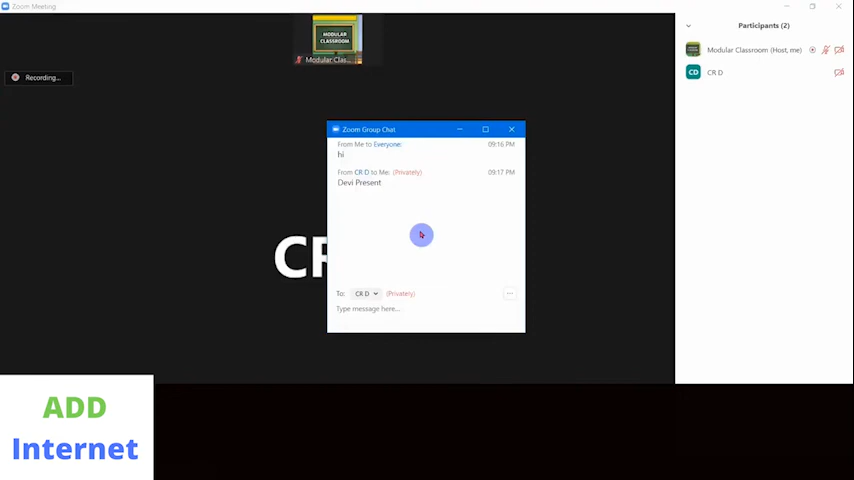 Zoom Meeting
Participants (2)
MODULAR
CLASSROOM
Modular Classroom (Host, me)
Modular Clas...
CR D
CD
Recording...
Zoom Group Chat
From Me to Everyone:
09:16 PM
hi
From CR D to Me: (Privately)
09:17 PM
Devi Present
CR
To: CR D (Privately)
Type message here...
ADD
Internet